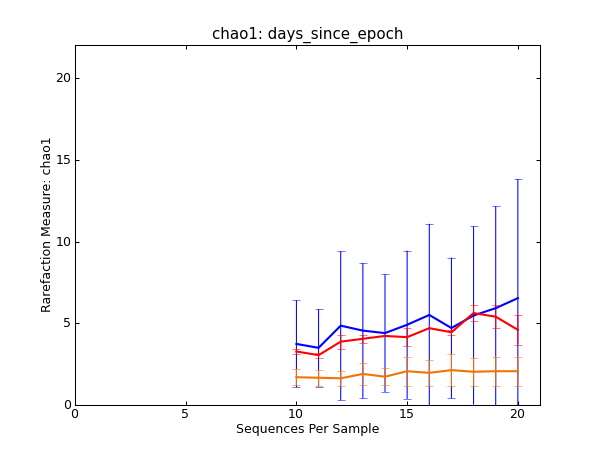 chao1: days_since_epoch
Rarefaction Measure: chao1
20
15
10
5
0
0 5 10 15 20
Sequences Per Sample